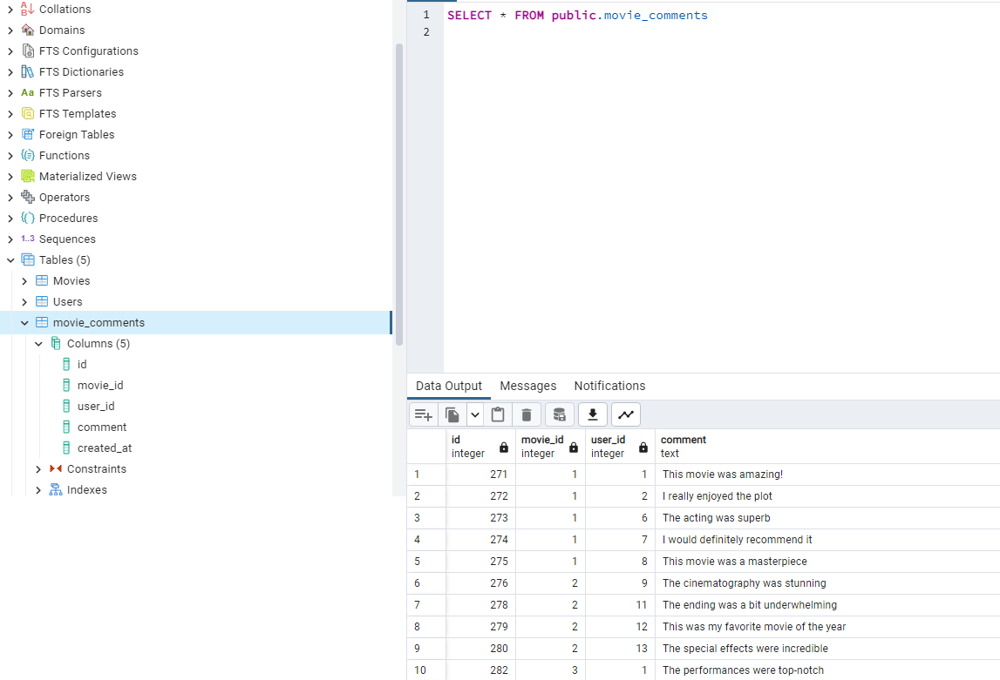 Collations
Domains
FTS Configurations
FTS Dictionaries
Aa FTS Parsers
FTS Templates
Foreign Tables
Functions
Materialized Views
Operators
Procedures
1..3 Sequences
Tables (5)
Movies
Users
movie_comments
Columns (5)
id
movie_id
user_id
comment
created_at
Constraints
Indexes
1 SELECT * FROM public.movie_comments
2
Data Output Messages Notifications
id movie_id user_id comment
integer integer integer text
1 271 1 1 This movie was amazing!
2 272 1 2 I really enjoyed the plot
3 273 1 6 The acting was superb
4 274 1 7 I would definitely recommend it
5 275 1 8 This movie was a masterpiece
6 276 2 9 The cinematography was stunning
7 278 2 11 The ending was a bit underwhelming
8 279 2 12 This was my favorite movie of the year
9 280 2 13 The special effects were incredible
10 282 3 1 The performances were top-notch